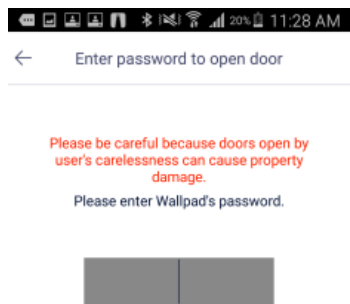 20% 11:28 AM
Enter password to open door
Please be careful because doors open by
user's carelessness can cause property
damage.
Please enter Wallpad's password.